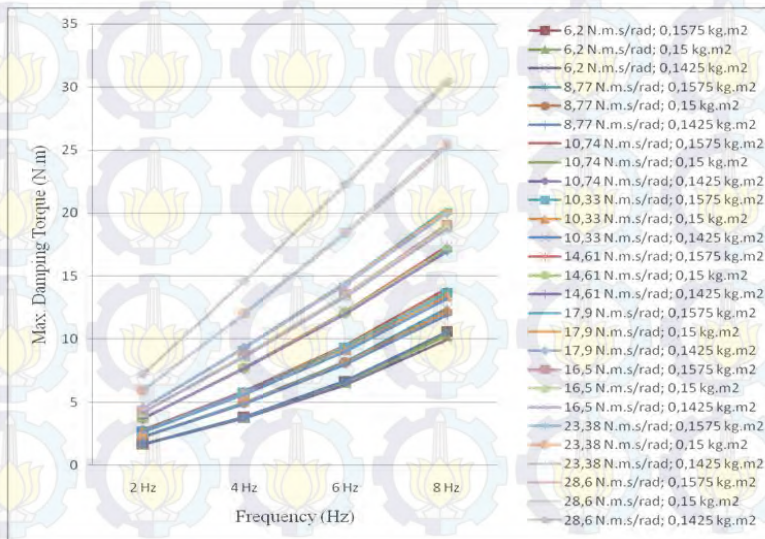 35
30
25
20
15
10
5
0
Max. Damping Torque (N.m)
2 Hz
4 Hz
6 Hz
8 Hz
Frequency (Hz)
6,2 N.m.s/rad; 0,1575 kg.m2
6,2 N.m.s/rad; 0,15 kg.m2
6,2 N.m.s/rad; 0,1425 kg.m2
8,77 N.m.s/rad; 0,1575 kg.m2
8,77 N.m.s/rad; 0,15 kg.m2
8,77 N.m.s/rad; 0,1425 kg.m2
10,74 N.m.s/rad; 0,1575 kg.m2
10,74 N.m.s/rad; 0,15 kg.m2
10,74 N.m.s/rad; 0,1425 kg.m2
10,33 N.m.s/rad; 0,1575 kg.m2
10,33 N.m.s/rad; 0,15 kg.m2
10,33 N.m.s/rad; 0,1425 kg.m2
14,61 N.m.s/rad; 0,1575 kg.m2
14,61 N.m.s/rad; 0,15 kg.m2
14,61 N.m.s/rad; 0,1425 kg.m2
17,9 N.m.s/rad; 0,1575 kg.m2
17,9 N.m.s/rad; 0,15 kg.m2
17,9 N.m.s/rad; 0,1425 kg.m2
16,5 N.m.s/rad; 0,1575 kg.m2
16,5 N.m.s/rad; 0,15 kg.m2
16,5 N.m.s/rad; 0,1425 kg.m2
23,38 N.m.s/rad; 0,1575 kg.m2
23,38 N.m.s/rad; 0,15 kg.m2
23,38 N.m.s/rad; 0,1425 kg.m2
28,6 N.m.s/rad; 0,1575 kg.m2
28,6 N.m.s/rad; 0,15 kg.m2
28,6 N.m.s/rad; 0,1425 kg.m2